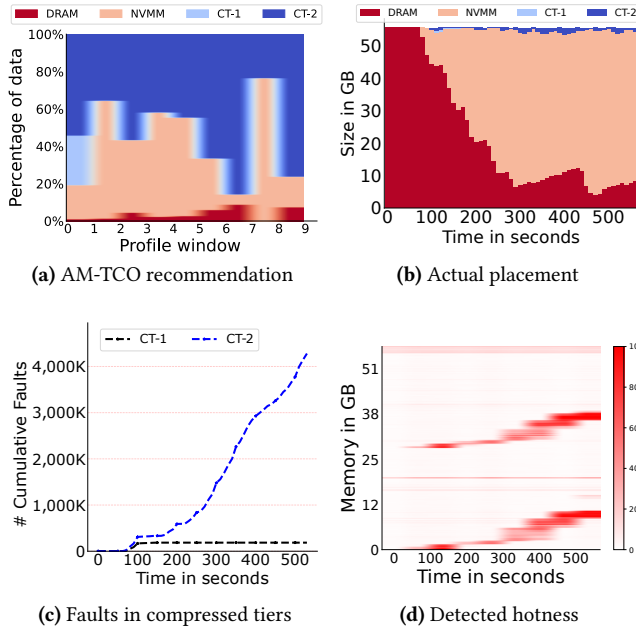 DRAM NVMM CT-1 CT-2
100%
80%
60%
40%
20%
0%
Percentage of data
0 1 2 3 4 5 6 7 8 9
Profile window
(a) AM-TCO recommendation
DRAM NVMM CT-1 CT-2
50
40
30
20
10
0
Size in GB
100 200 300 400 500
Time in seconds
(b) Actual placement
CT-1 CT-2
4,000K
3,000K
2,000K
1,000K
0
# Cumulative Faults
0 100 200 300 400 500
Time in seconds
(c) Faults in compressed tiers
51
38
25
12
0
Memory in GB
0 100 200 300 400 500
Time in seconds
80
60
40
20
0
(d) Detected hotness